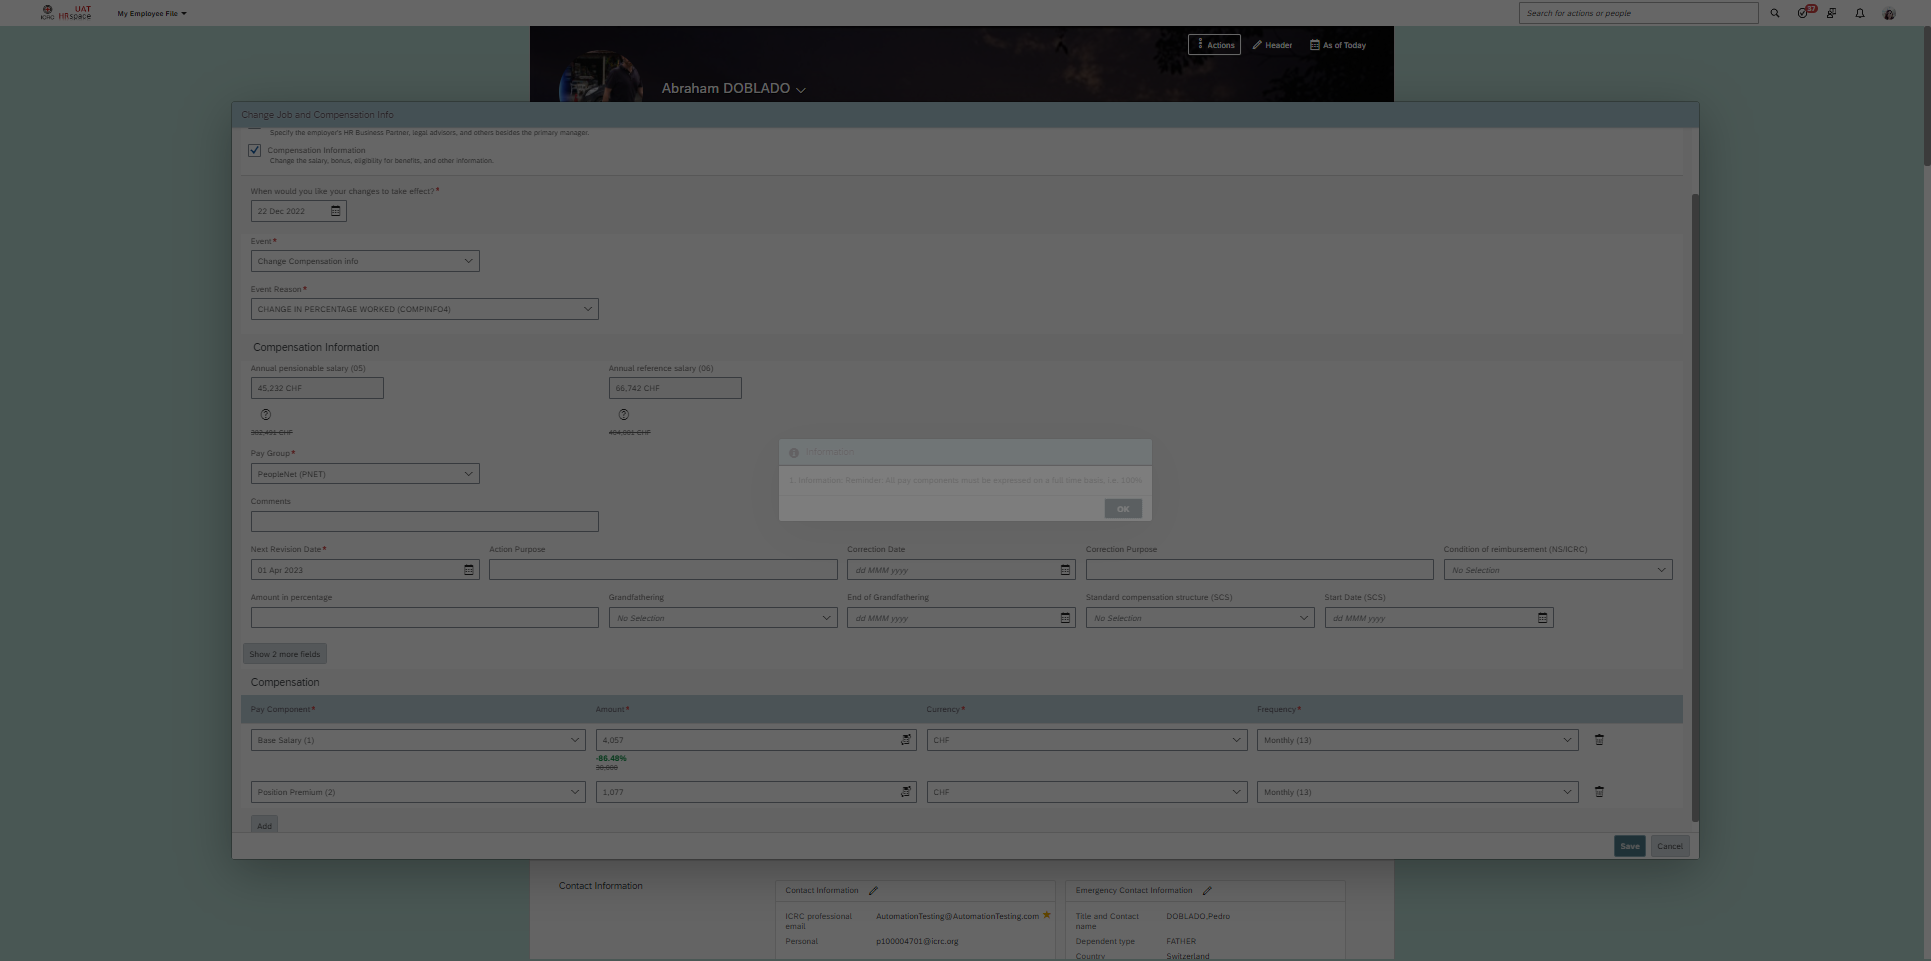 ICRC UAT HRspace My Employee File Search for actions or people 37
Actions Header As of Today
Abraham DOBLADO
Change Job and Compensation Info
Specify the employer's HR Business Partner, legal advisors, and others besides the primary manager.
Compensation Information
Change the salary, bonus, eligibility for benefits, and other information.
When would you like your changes to take effect?*
22 Dec 2022
Event*
Change Compensation info
Event Reason*
CHANGE IN PERCENTAGE WORKED (COMPINFO4)
Compensation Information
Annual pensionable salary (05) Annual reference salary (06)
45,232 CHF 66,742 CHF
Pay Group*
PeopleNet (PNET)
Information
1. Information: Reminder: All pay components must be expressed on a full time basis, i.e. 100%
OK
Comments
Next Revision Date* Action Purpose Correction Date Correction Purpose Condition of reimbursement (NS/ICRC)
01 Apr 2023 dd MMM yyyy No Selection
Amount in percentage Grandfathering End of Grandfathering Standard compensation structure (SCS) Start Date (SCS)
No Selection dd MMM yyyy No Selection dd MMM yyyy
Show 2 more fields
Compensation
Pay Component* Amount* Currency* Frequency*
Base Salary (1) 4,057 CHF Monthly (13)
-86.48%
Position Premium (2) 1,077 CHF Monthly (13)
Add
Save Cancel
Contact Information Contact Information Emergency Contact Information
ICRC professional email AutomationTesting@AutomationTesting.com Title and Contact name DOBLADO,Pedro
Personal p100004701@icrc.org Dependent type FATHER
Country Switzerland